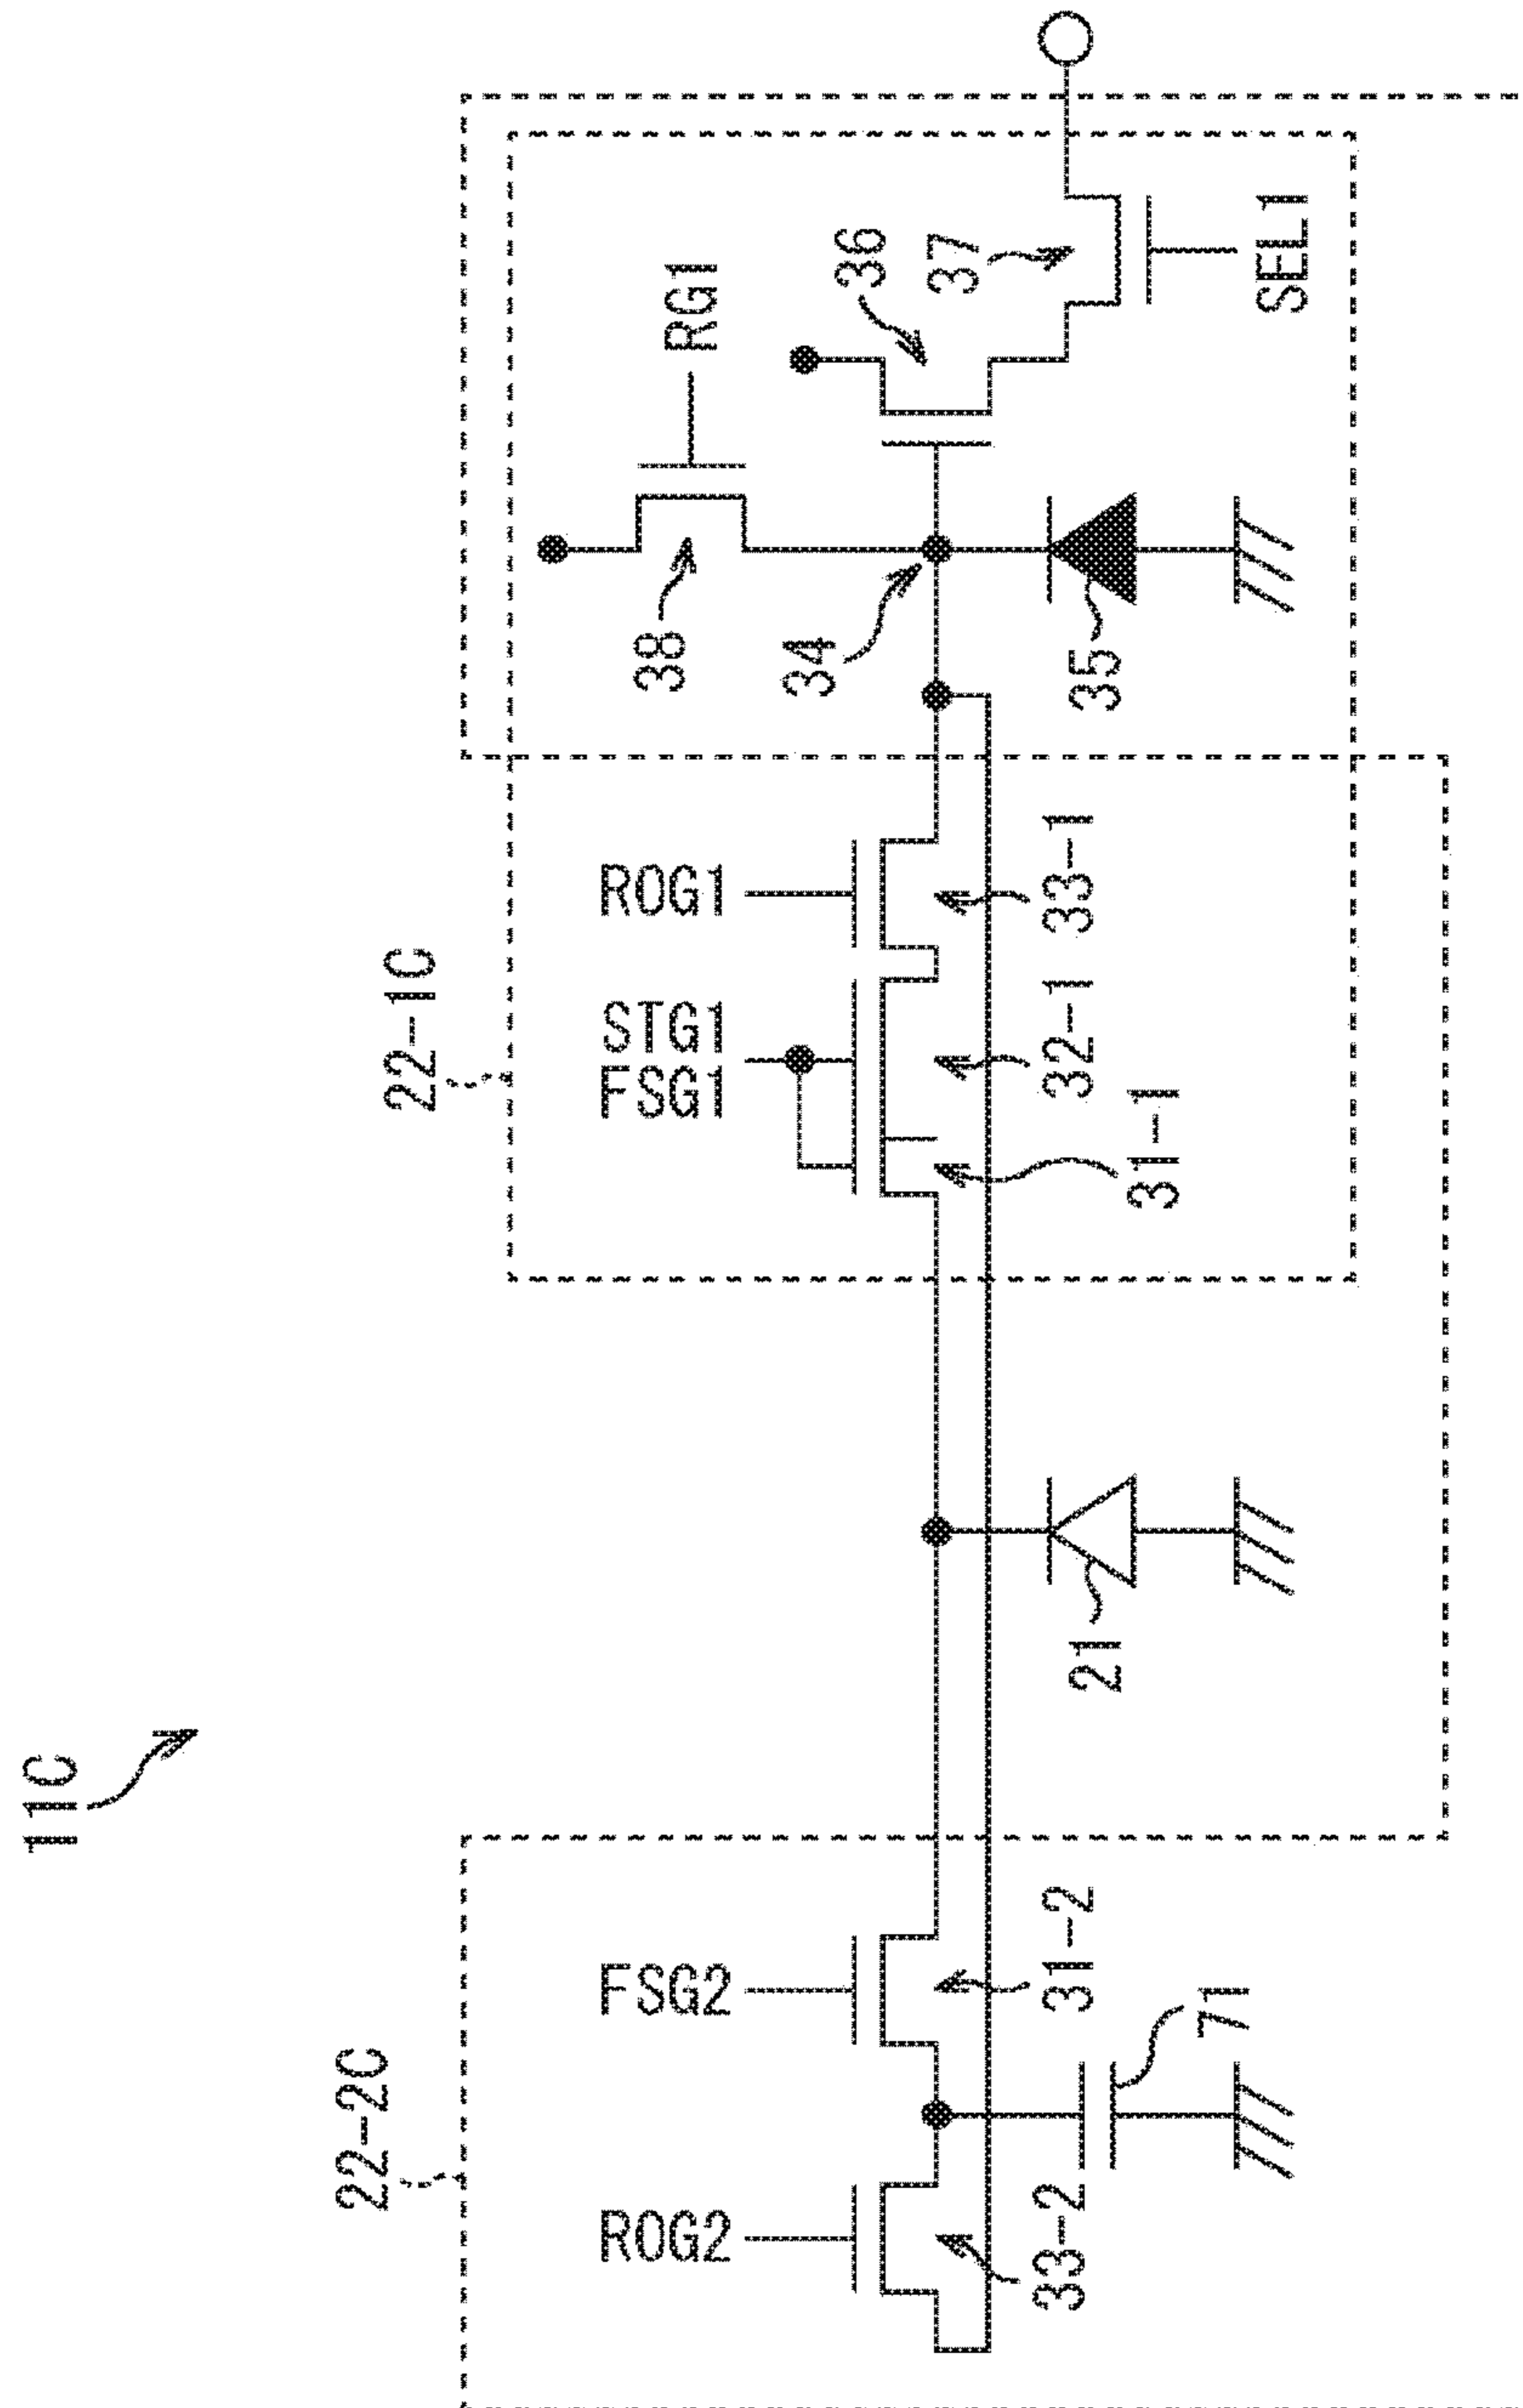 11C
22-2C
22-1C
ROG2
FSG2
STG1
FSG1
ROG1
RG1
38
34
36
37
33-2
71
31-2
21
31-1
32-1
33-1
35
SEL1